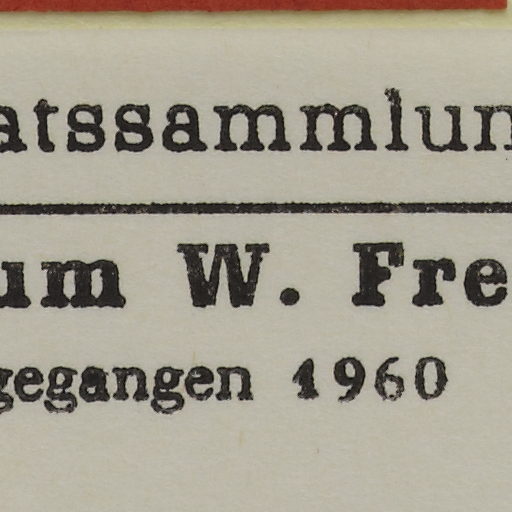 atssammlun
um W. Fre
gegangen 1960